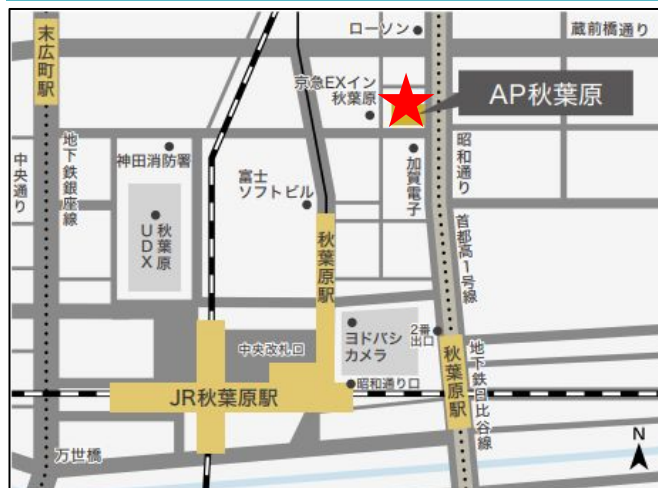 ローソン
蔵前橋通り
末広町駅
京急EXイン
秋葉原
AP秋葉原
地下鉄銀座線
中央通り
神田消防署
富士
ソフトビル
加賀電子
昭和通り
秋葉原
UDX
秋葉原駅
首都高1号線
中央改札口
ヨドバシ
カメラ
2番
出口
秋葉原駅
地下鉄日比谷線
昭和通り口
JR秋葉原駅
万世橋
N